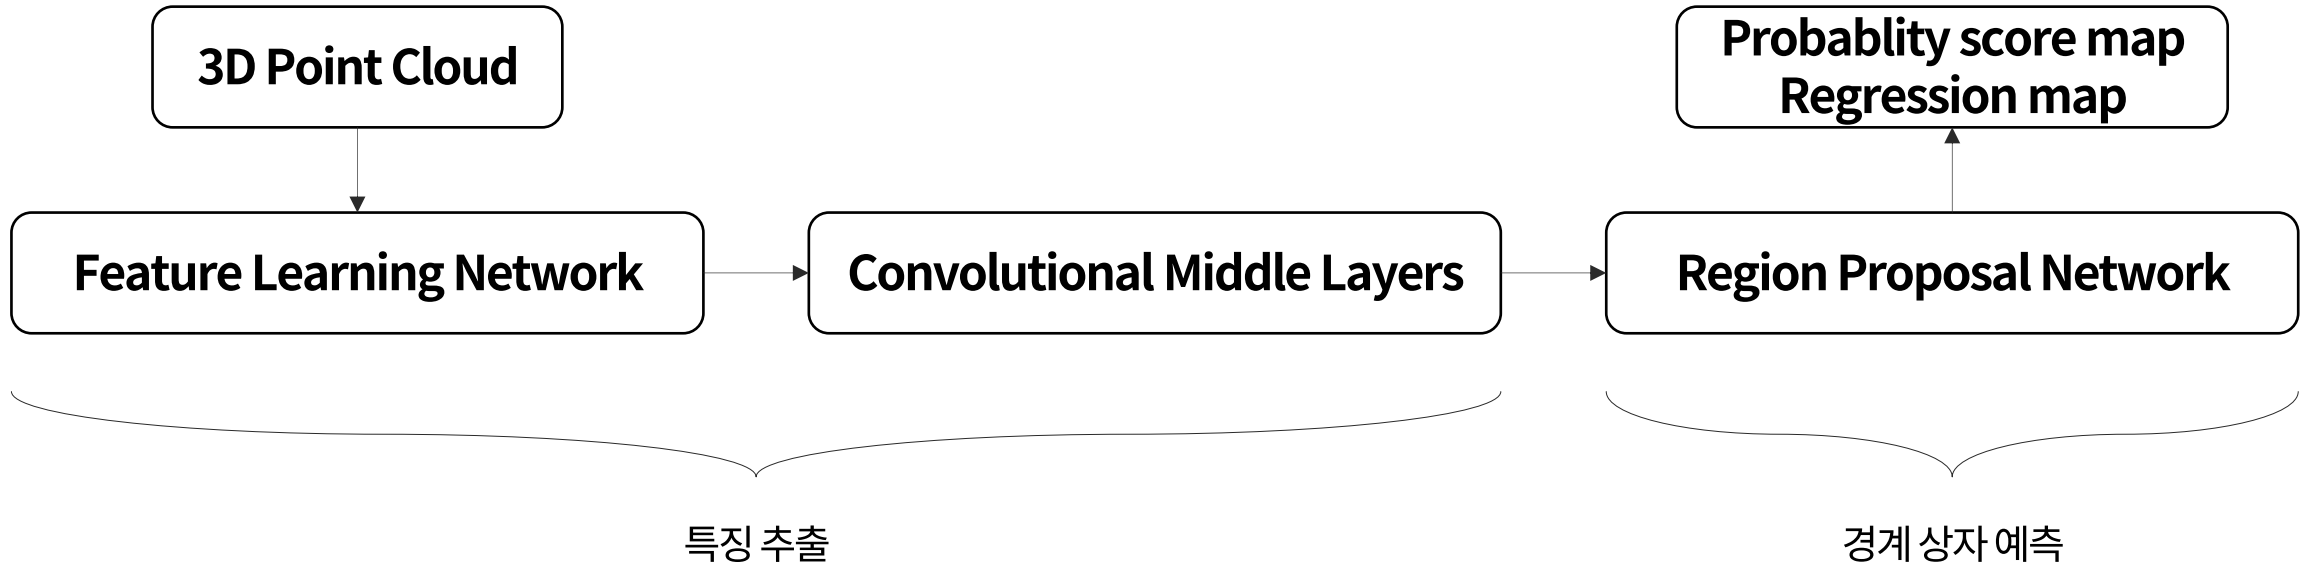 3D Point Cloud
Probablity score map
Regression map
Feature Learning Network
Convolutional Middle Layers
Region Proposal Network
특징 추출
경계 상자 예측